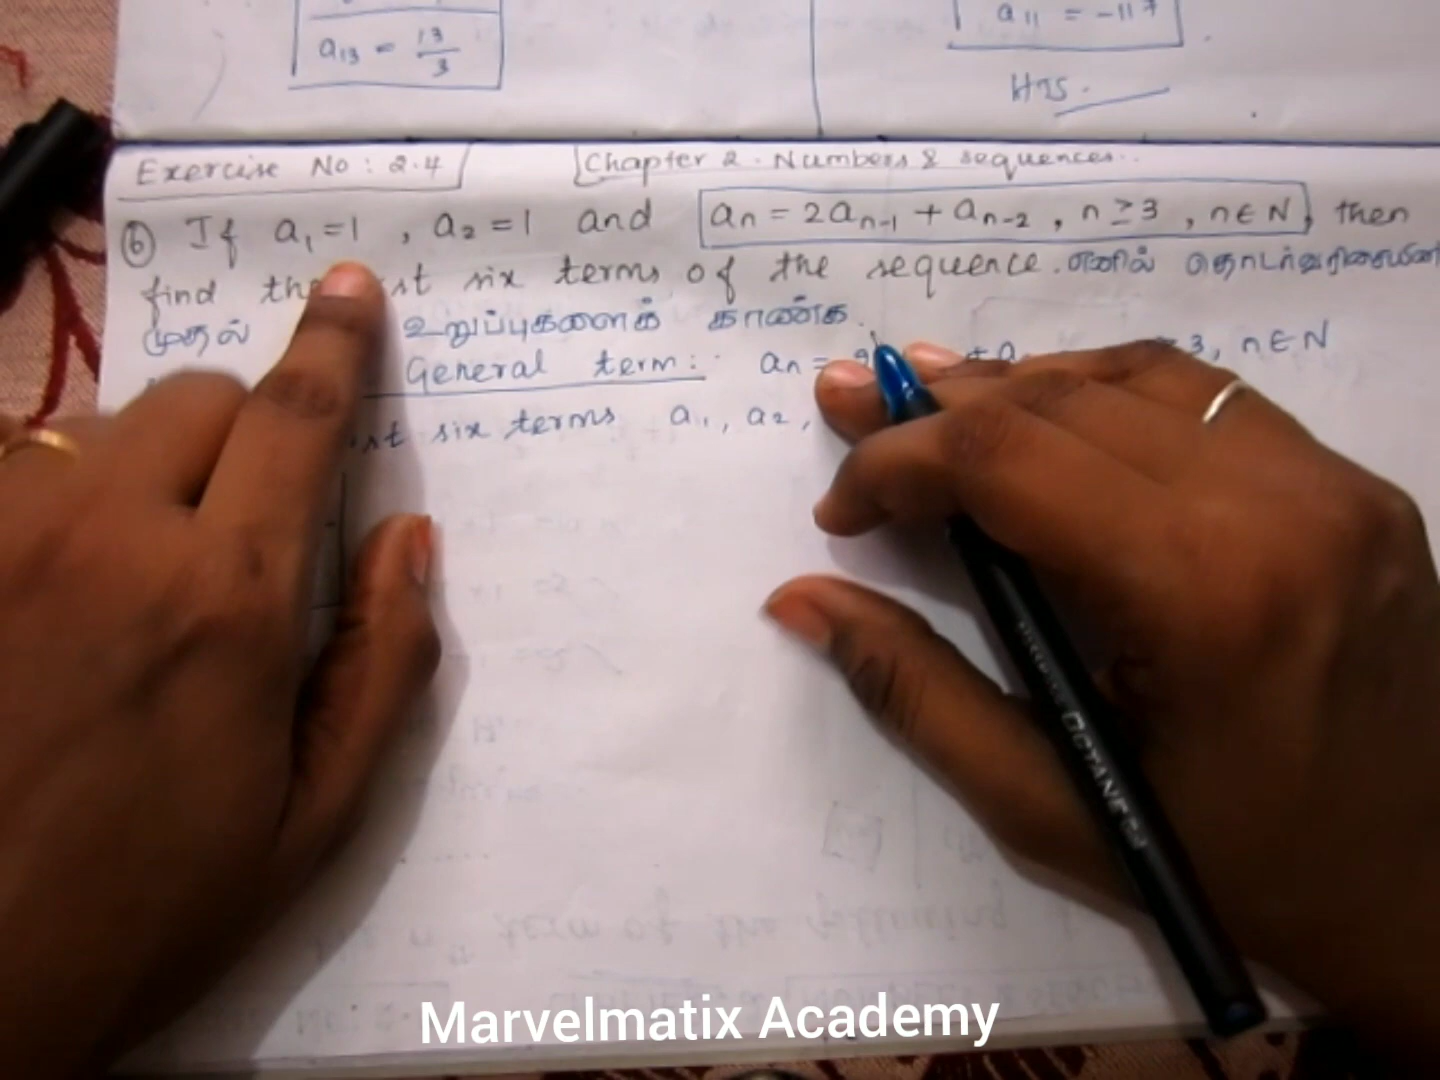 a₁₃ = 13/3
a₁₁ = -117
Exercise No : 2.4
Chapter 2. Numbers & sequences..
⑥ If a₁=1 , a₂ =1 and aₙ = 2aₙ₋₁ + aₙ₋₂ , n ≥ 3 , n ∈ N, then
find the six terms of the sequence. எனில் தொடர்வரிசையின்
முதல் உறுப்புகளைக் காண்க.
General term: aₙ = 3, n ∈ N
six terms a₁ , a₂ ,
OCTANE
Marvelmatix Academy